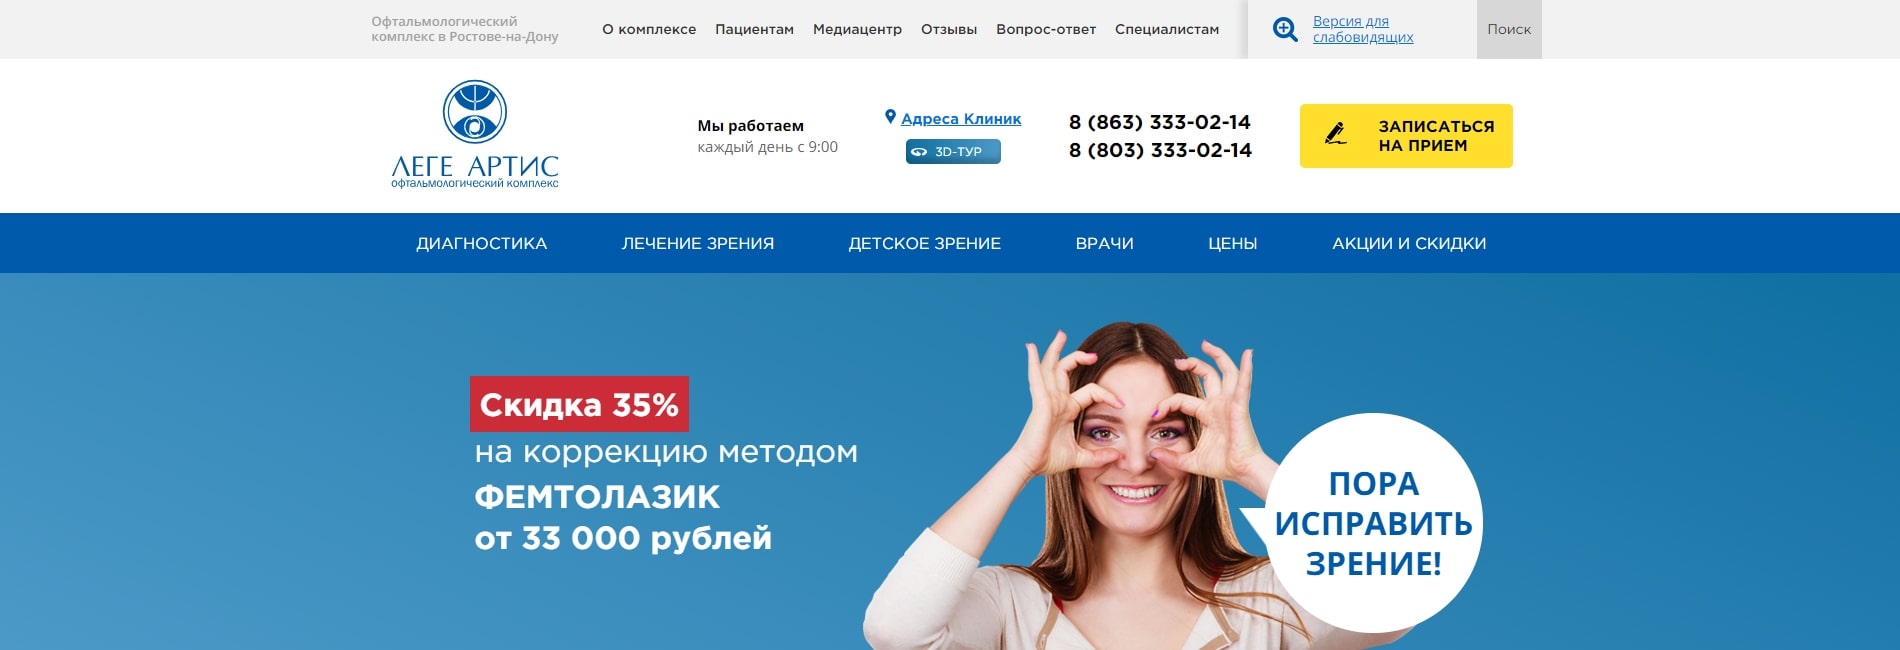 Офтальмологический
комплекс в Ростове-на-Дону
О комплексе Пациентам Медиацентр Отзывы Вопрос-ответ Специалистам
Версия для
слабовидящих
Поиск
ЛЕГЕ АРТИС
офтальмологический комплекс
Мы работаем
каждый день с 9:00
Адреса Клиник
3D-ТУР
8 (863) 333-02-14
8 (803) 333-02-14
ЗАПИСАТЬСЯ
НА ПРИЕМ
ДИАГНОСТИКА ЛЕЧЕНИЕ ЗРЕНИЯ ДЕТСКОЕ ЗРЕНИЕ ВРАЧИ ЦЕНЫ АКЦИИ И СКИДКИ
Скидка 35%
на коррекцию методом
ФЕМТОЛАЗИК
от 33 000 рублей
ПОРА
ИСПРАВИТЬ
ЗРЕНИЕ!